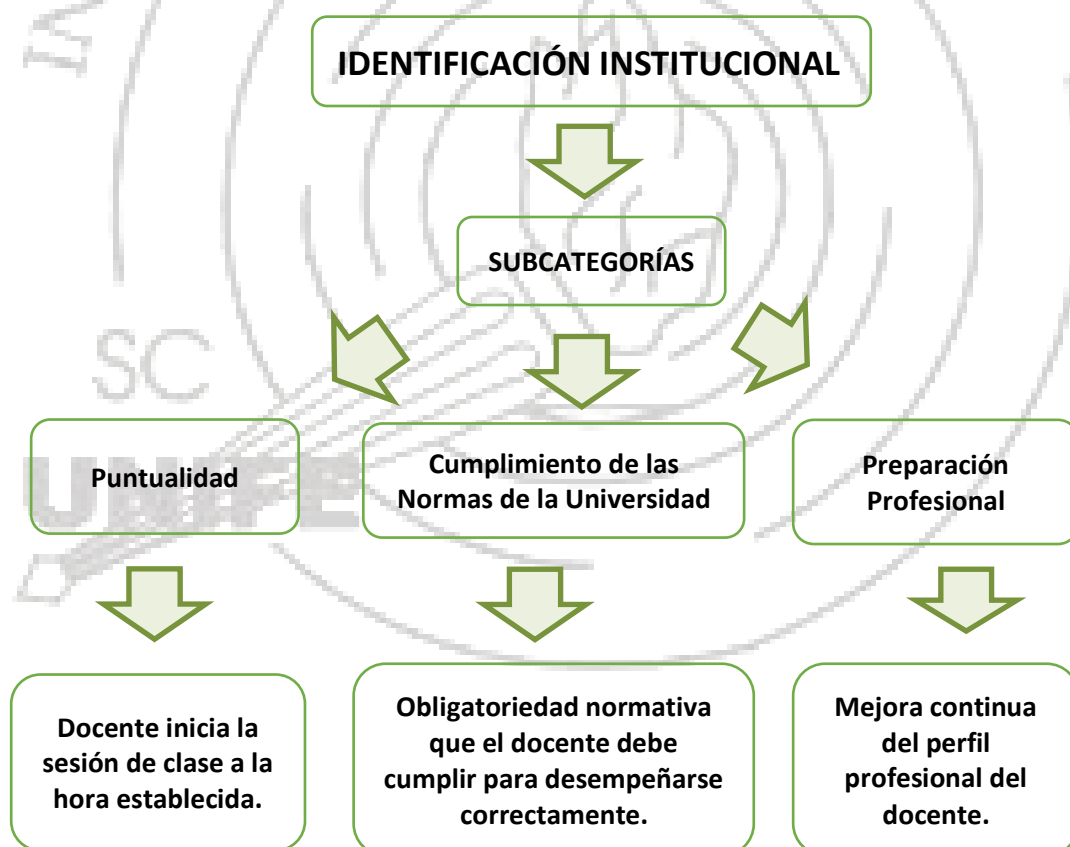 IDENTIFICACIÓN INSTITUCIONAL
SUBCATEGORÍAS
SC
UNIFE
Puntualidad
Cumplimiento de las
Normas de la Universidad
Preparación
Profesional
Docente inicia la
sesión de clase a la
hora establecida.
Obligatoriedad normativa
que el docente debe
cumplir para desempeñarse
correctamente.
Mejora continua
del perfil
profesional del
docente.